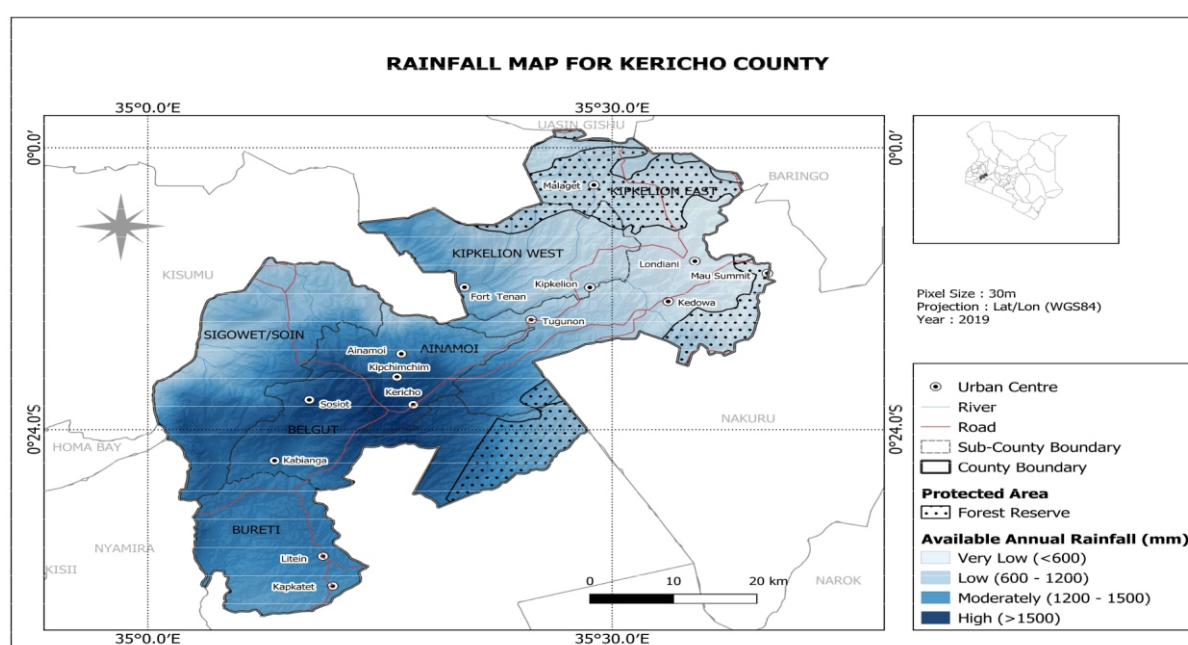 RAINFALL MAP FOR KERICHO COUNTY
35°0.0'E
35°30.0'E
0°0.0'
0°0.0'
UASIN GISHU
BARINGO
Malaget
KIPKELION EAST
KIPKELION WEST
KISUMU
Londiani
Mau Summit
Kipkelion
Fort Tenan
Kedowa
Tugunon
SIGOWET/SOIN
AINAMOI
Ainamoi
Kipchimchim
Kericho
Sosiot
BELGUT
NAKURU
0°24.0'S
0°24.0'S
HOMA BAY
Kabianga
BURETI
NYAMIRA
Litein
KISII
Kapkatet
NAROK
0 10 20 km
35°0.0'E
35°30.0'E
Pixel Size : 30m
Projection : Lat/Lon (WGS84)
Year : 2019
Urban Centre
River
Road
Sub-County Boundary
County Boundary
Protected Area
Forest Reserve
Available Annual Rainfall (mm)
Very Low (<600)
Low (600 - 1200)
Moderately (1200 - 1500)
High (>1500)